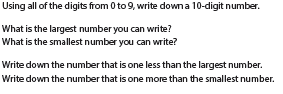 Using all of the digits from 0 to 9, write down a 10-digit number.
What is the largest number you can write?
What is the smallest number you can write?
Write down the number that is one less than the largest number.
Write down the number that is one more than the smallest number.